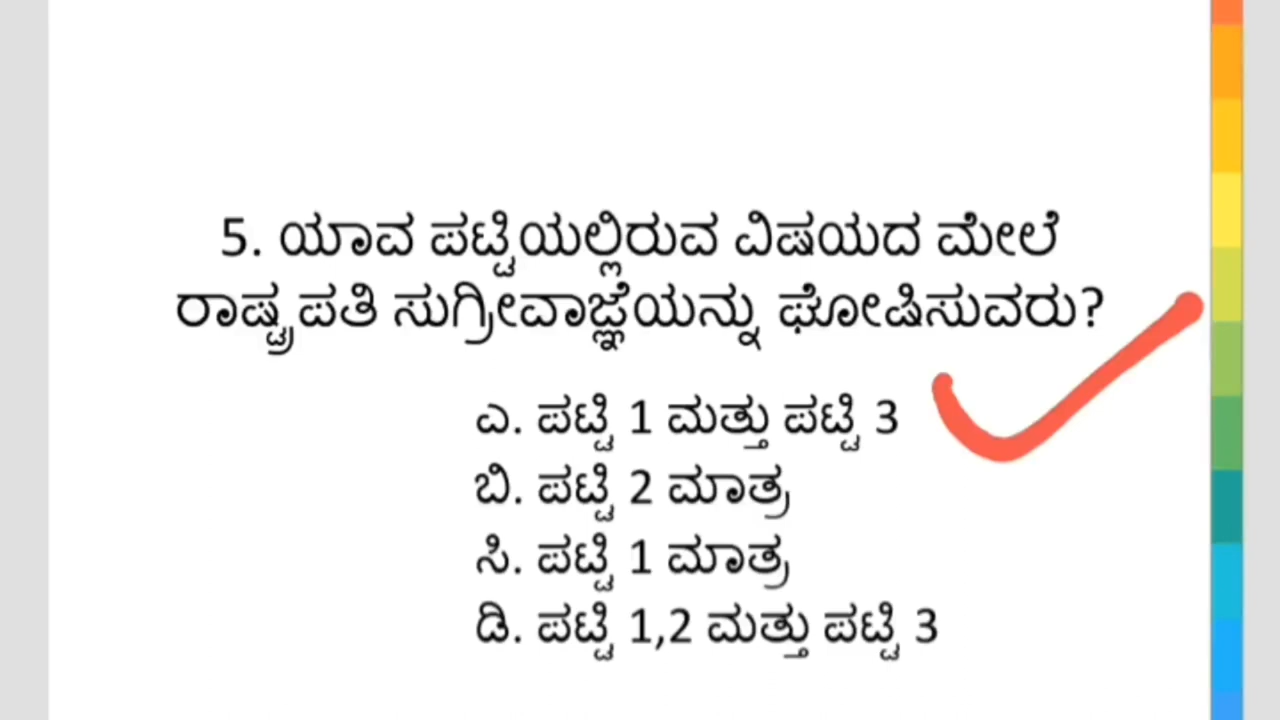 5. ಯಾವ ಪಟ್ಟಿಯಲ್ಲಿರುವ ವಿಷಯದ ಮೇಲೆ
ರಾಷ್ಟ್ರಪತಿ ಸುಗ್ರೀವಾಜ್ಞೆಯನ್ನು ಘೋಷಿಸುವರು?
ಎ. ಪಟ್ಟಿ 1 ಮತ್ತು ಪಟ್ಟಿ 3
ಬಿ. ಪಟ್ಟಿ 2 ಮಾತ್ರ
ಸಿ. ಪಟ್ಟಿ 1 ಮಾತ್ರ
ಡಿ. ಪಟ್ಟಿ 1,2 ಮತ್ತು ಪಟ್ಟಿ 3